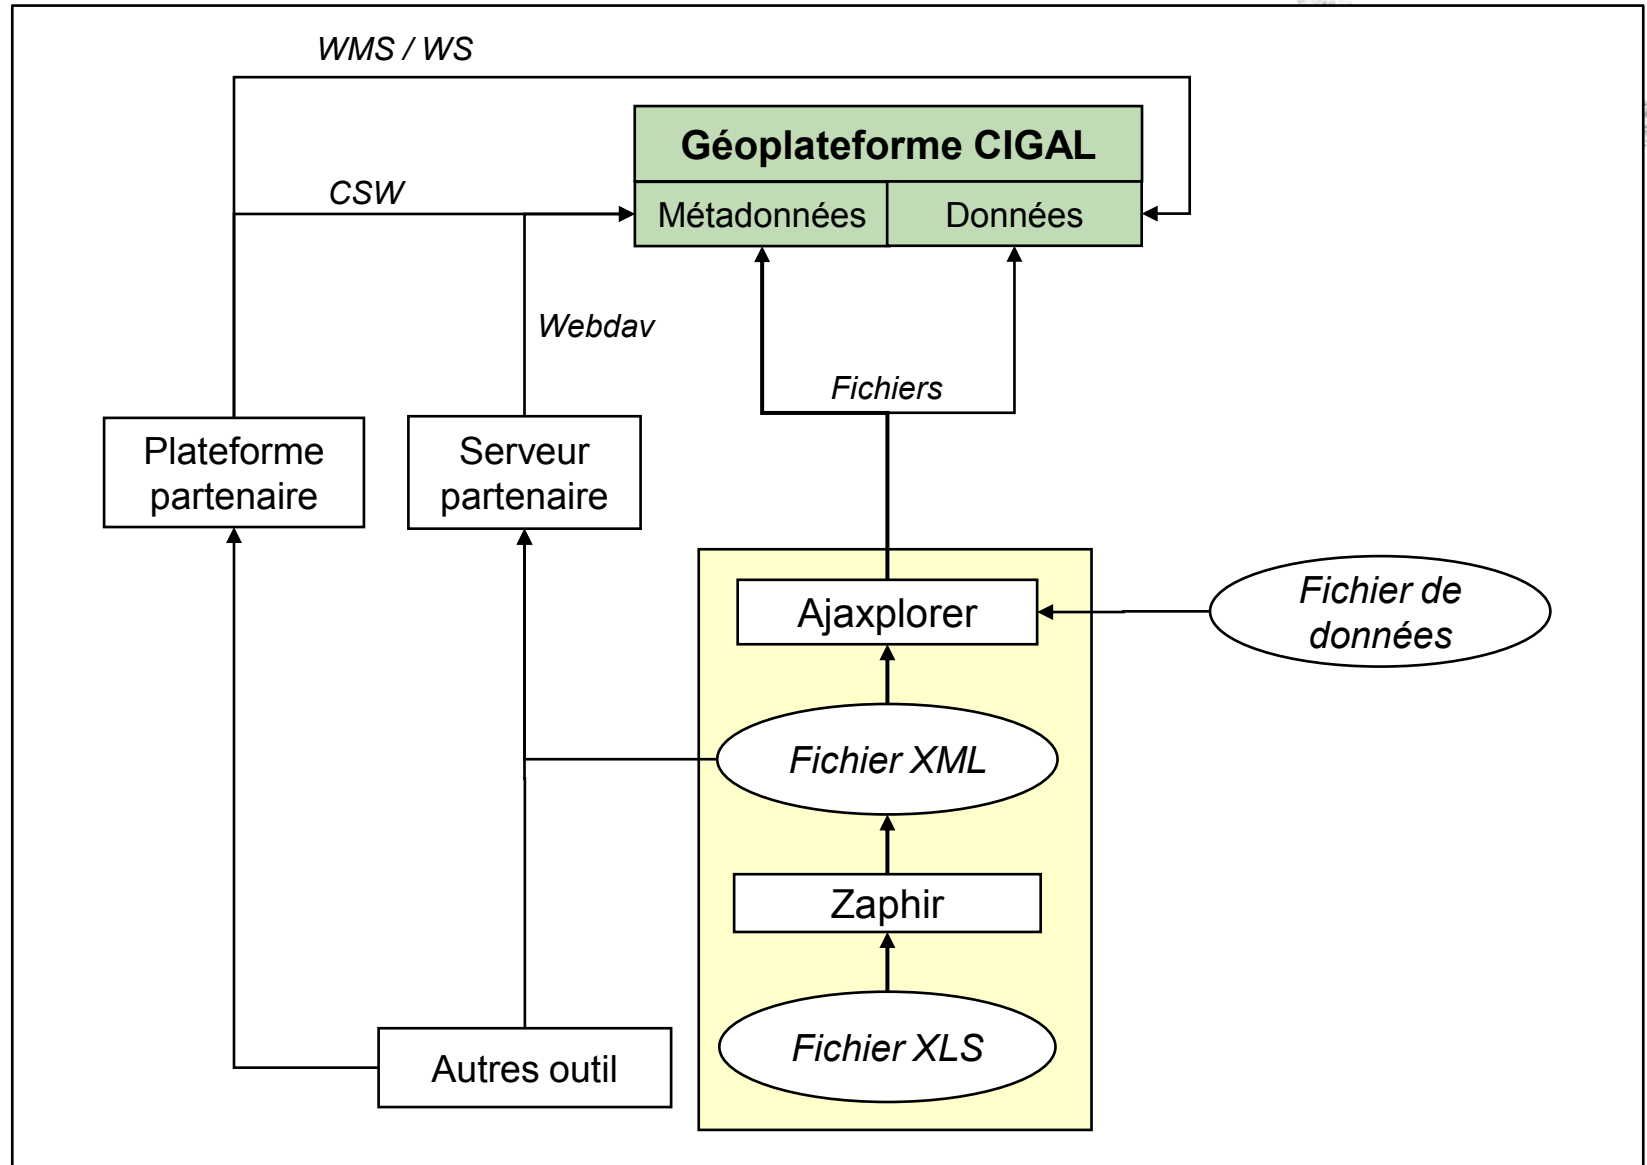 WMS / WS
Géoplateforme CIGAL
CSW
Métadonnées
Données
Webdav
Fichiers
Plateforme
partenaire
Serveur
partenaire
Ajaxplorer
Fichier de
données
Fichier XML
Zaphir
Fichier XLS
Autres outil